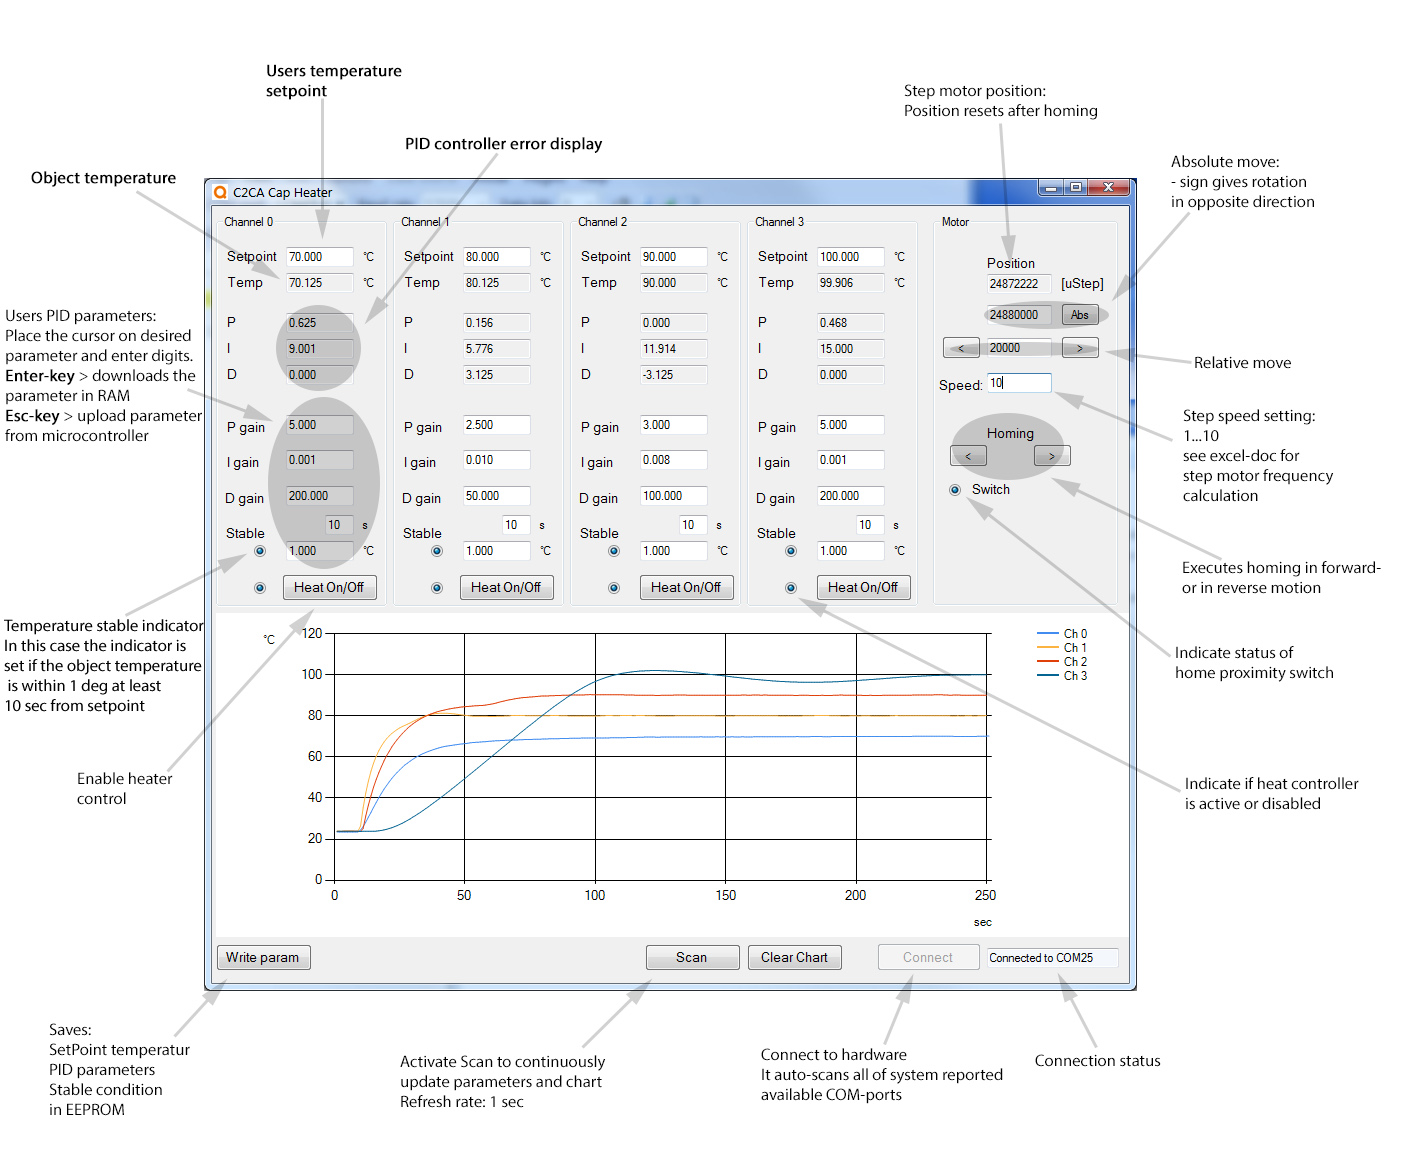 Users temperature
setpoint
Step motor position:
Position resets after homing
PID controller error display
Absolute move:
- sign gives rotation
in opposite direction
Object temperature
C2CA Cap Heater
Channel 0
Channel 1
Channel 2
Channel 3
Motor
Setpoint 70.000 °C
Setpoint 80.000 °C
Setpoint 90.000 °C
Setpoint 100.000 °C
Position
Temp 70.125 °C
Temp 80.125 °C
Temp 90.000 °C
Temp 99.906 °C
24872222 [uStep]
Users PID parameters:
Place the cursor on desired
parameter and enter digits.
Enter-key > downloads the
parameter in RAM
Esc-key > upload parameter
from microcontroller
P 0.625
P 0.156
P 0.000
P 0.468
24880000 Abs
I 9.001
I 5.776
I 11.914
I 15.000
< 20000 >
Relative move
D 0.000
D 3.125
D -3.125
D 0.000
Speed: 10
Step speed setting:
1...10
see excel-doc for
step motor frequency
calculation
P gain 5.000
P gain 2.500
P gain 3.000
P gain 5.000
Homing
I gain 0.001
I gain 0.010
I gain 0.008
I gain 0.001
< >
D gain 200.000
D gain 50.000
D gain 100.000
D gain 200.000
Switch
Stable 10 s
Stable 10 s
Stable 10 s
Stable 10 s
1.000 °C
1.000 °C
1.000 °C
1.000 °C
Heat On/Off
Heat On/Off
Heat On/Off
Heat On/Off
Executes homing in forward-
or in reverse motion
Temperature stable indicator
In this case the indicator is
set if the object temperature
is within 1 deg at least
10 sec from setpoint
Indicate status of
home proximity switch
°C
120
100
80
60
40
20
0
0 50 100 150 200 250
sec
Ch 0
Ch 1
Ch 2
Ch 3
Enable heater
control
Indicate if heat controller
is active or disabled
Write param
Scan
Clear Chart
Connect
Connected to COM25
Saves:
SetPoint temperatur
PID parameters
Stable condition
in EEPROM
Activate Scan to continuously
update parameters and chart
Refresh rate: 1 sec
Connect to hardware
It auto-scans all of system reported
available COM-ports
Connection status